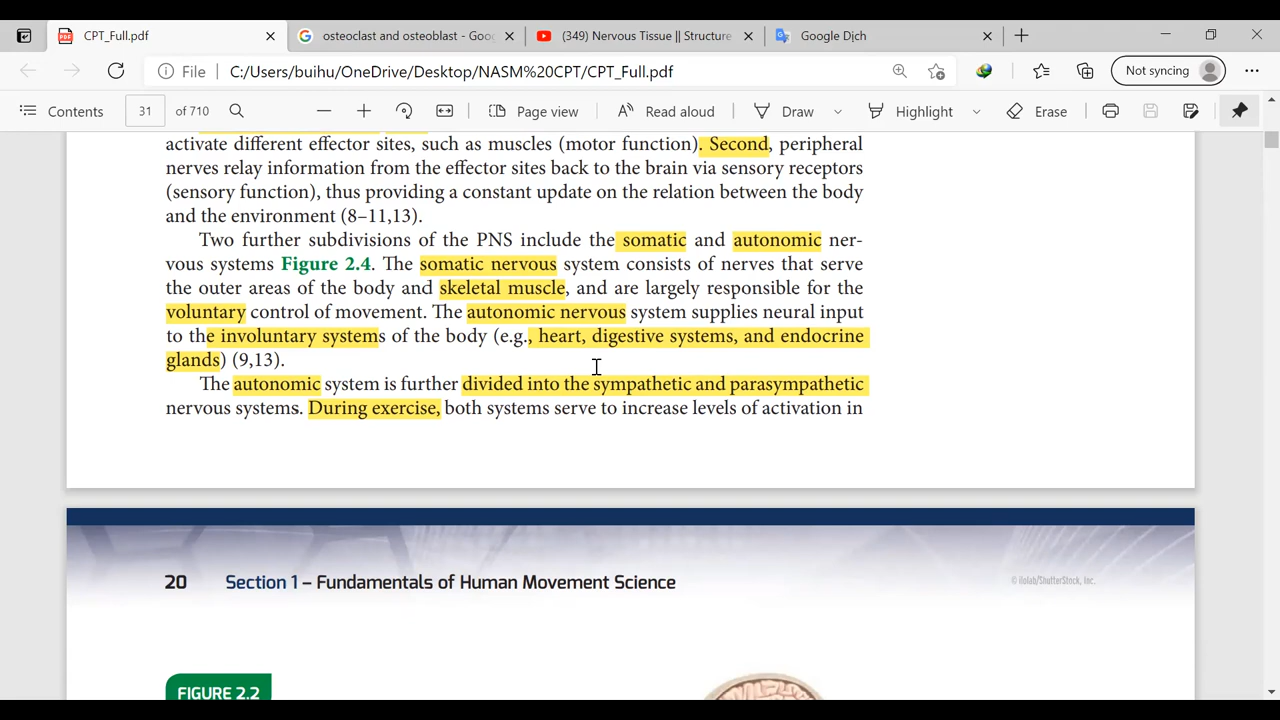 CPT_Full.pdf
osteoclast and osteoblast - Goog
(349) Nervous Tissue || Structure
Google Dịch
File
C:/Users/buihu/OneDrive/Desktop/NASM%20CPT/CPT_Full.pdf
Not syncing
Contents
31
of 710
Page view
Read aloud
Draw
Highlight
Erase
activate different effector sites, such as muscles (motor function). Second, peripheral
nerves relay information from the effector sites back to the brain via sensory receptors
(sensory function), thus providing a constant update on the relation between the body
and the environment (8–11,13).
Two further subdivisions of the PNS include the somatic and autonomic ner-
vous systems Figure 2.4. The somatic nervous system consists of nerves that serve
the outer areas of the body and skeletal muscle, and are largely responsible for the
voluntary control of movement. The autonomic nervous system supplies neural input
to the involuntary systems of the body (e.g., heart, digestive systems, and endocrine
glands) (9,13).
The autonomic system is further divided into the sympathetic and parasympathetic
nervous systems. During exercise, both systems serve to increase levels of activation in
20 Section 1 – Fundamentals of Human Movement Science
© ilolab/ShutterStock, Inc.
FIGURE 2.2